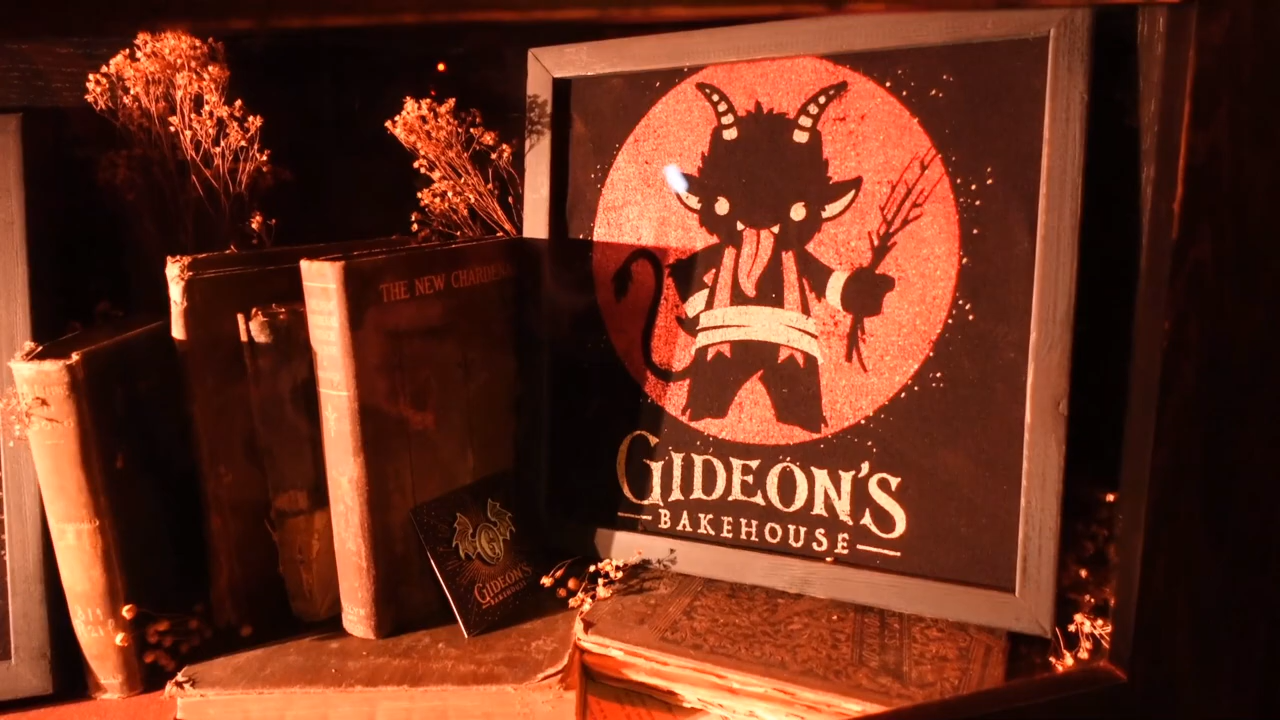 THE NEW CHARDENAL
GIDEON'S
BAKEHOUSE
GIDEON'S
BAKEHOUSE